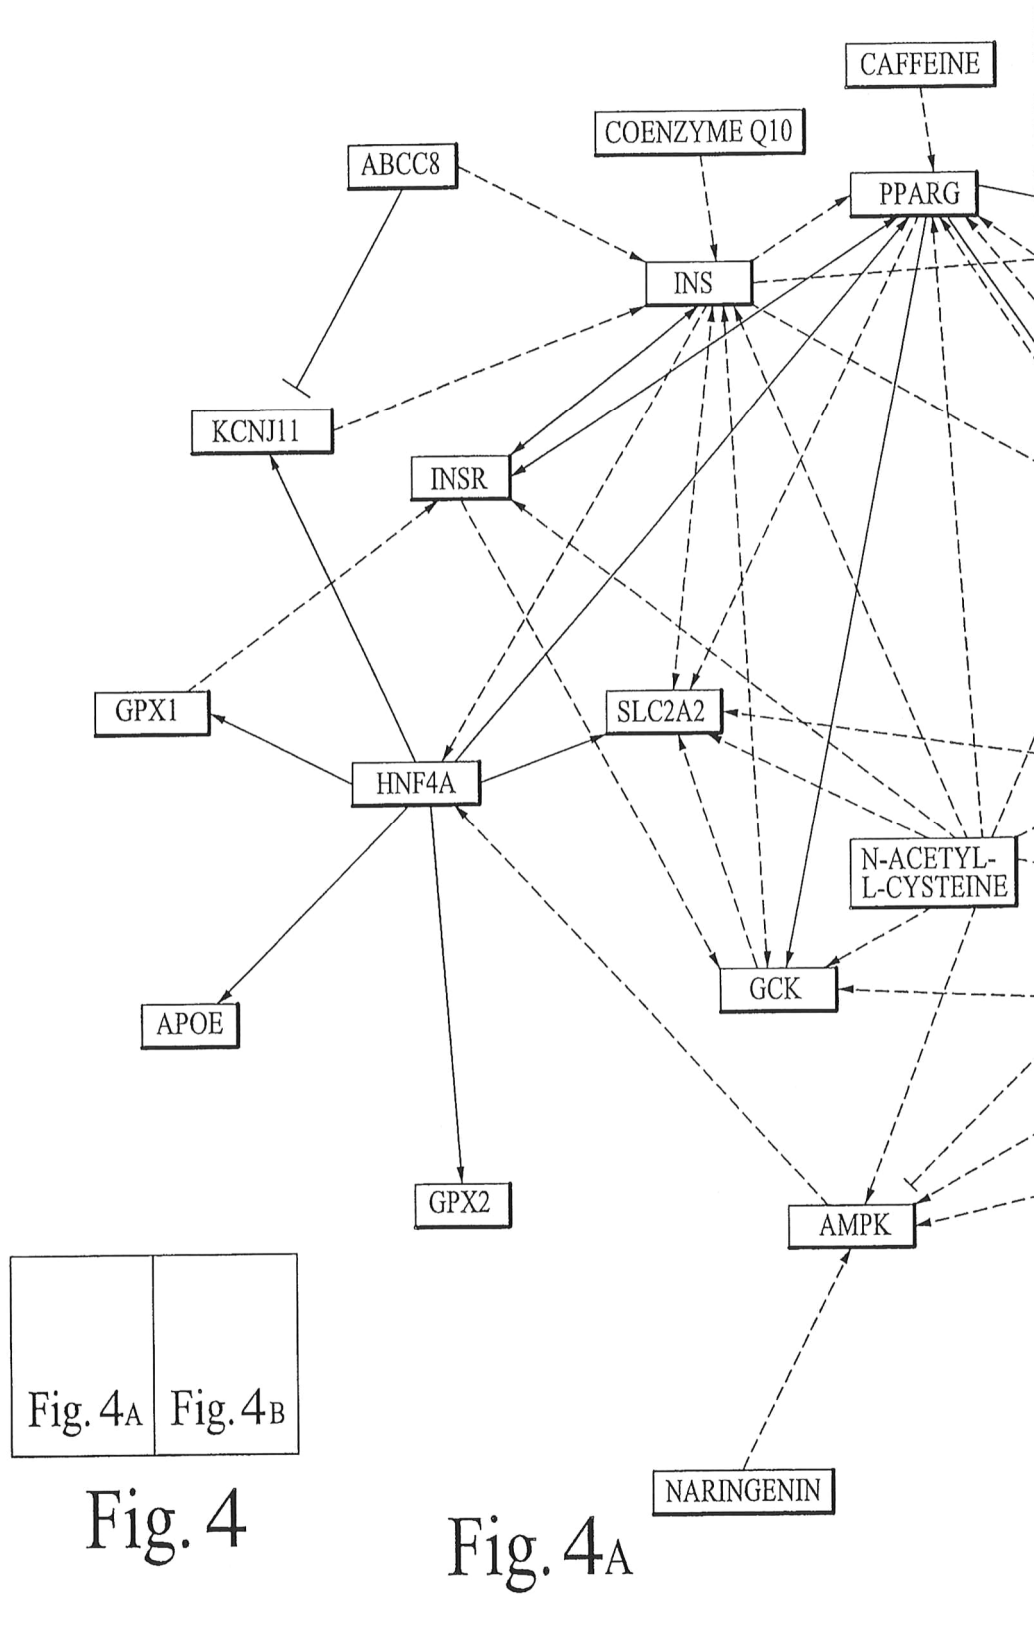 CAFFEINE
COENZYME Q10
ABCC8
PPARG
INS
KCNJ11
INSR
GPX1
SLC2A2
HNF4A
N-ACETYL-
L-CYSTEINE
GCK
APOE
GPX2
AMPK
Fig. 4A
Fig. 4B
NARINGENIN
Fig. 4
Fig. 4A